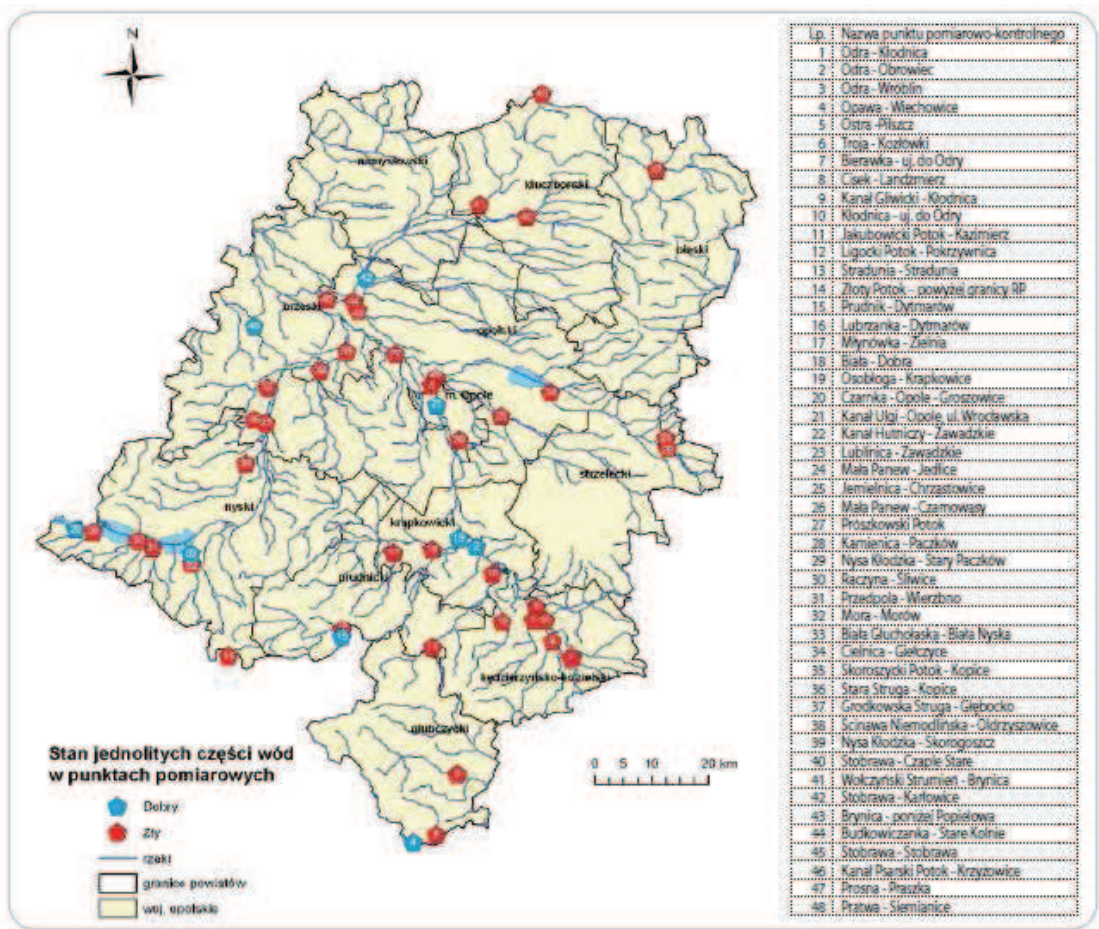 N
namysłowski
kluczborski
oleski
brzeski
opolski
m. Opole
strzelecki
nyski
krapkowicki
prudnicki
kędzierzyńsko-kozielski
głubczycki
Stan jednolitych części wód
w punktach pomiarowych
Dobry
Zły
rzeki
granice powiatów
woj. opolskie
0 5 10 20 km
Lp. Nazwa punktu pomiarowo-kontrolnego
1 Odra - Kłodnica
2 Odra - Obrowiec
3 Odra - Wróblin
4 Opawa - Wiechowice
5 Ostra -Pilszcz
6 Troja - Kozłówki
7 Bierawka - uj. do Odry
8 Cisek - Landzmierz
9 Kanał Gliwicki - Kłodnica
10 Kłodnica - uj. do Odry
11 Jakubowicki Potok - Kazimierz
12 Ligocki Potok - Pokrzywnica
13 Stradunia - Stradunia
14 Złoty Potok - powyżej granicy RP
15 Prudnik - Dytmarów
16 Lubrzanka - Dytmarów
17 Młynówka - Zielnia
18 Biała - Dobra
19 Osobłoga - Krapkowice
20 Czarnka - Opole - Groszowice
21 Kanał Ulgi - Opole, ul. Wrocławska
22 Kanał Hutniczy - Zawadzkie
23 Lublinica - Zawadzkie
24 Mała Panew - Jedlice
25 Jemielnica - Chrząstowice
26 Mała Panew - Czarnowąsy
27 Prószkowski Potok
28 Kamienica - Paczków
29 Nysa Kłodzka - Stary Paczków
30 Raczyna - Śliwice
31 Przedpola - Wierzbno
32 Mora - Morów
33 Biała Głuchołaska - Biała Nyska
34 Cielnica - Giełczyce
35 Skoroszycki Potok - Kopice
36 Stara Struga - Kopice
37 Grodkowska Struga - Głębocko
38 Ścinawa Niemodlińska - Oldrzyszowice
39 Nysa Kłodzka - Skorogoszcz
40 Stobrawa - Czaple Stare
41 Wołczyński Strumień - Brynica
42 Stobrawa - Karłowice
43 Brynica - poniżej Popielowa
44 Budkowiczanka - Stare Kolnie
45 Stobrawa - Stobrawa
46 Kanał Psarski Potok - Krzyżowice
47 Prosna - Praszka
48 Pratwa - Siemianice